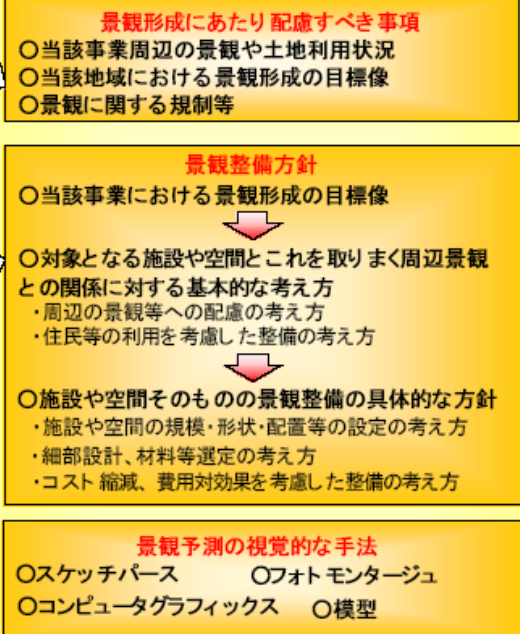 景観形成にあたり配慮すべき事項
〇当該事業周辺の景観や土地利用状況
〇当該地域における景観形成の目標像
〇景観に関する規制等
景観整備方針
〇当該事業における景観形成の目標像
〇対象となる施設や空間とこれを取りまく周辺景観
との関係に対する基本的な考え方
・周辺の景観等への配慮の考え方
・住民等の利用を考慮した整備の考え方
〇施設や空間そのものの景観整備の具体的な方針
・施設や空間の規模・形状・配置等の設定の考え方
・細部設計、材料等選定の考え方
・コスト縮減、費用対効果を考慮した整備の考え方
景観予測の視覚的な手法
〇スケッチパース 〇フォトモンタージュ
〇コンピュータグラフィックス 〇模型